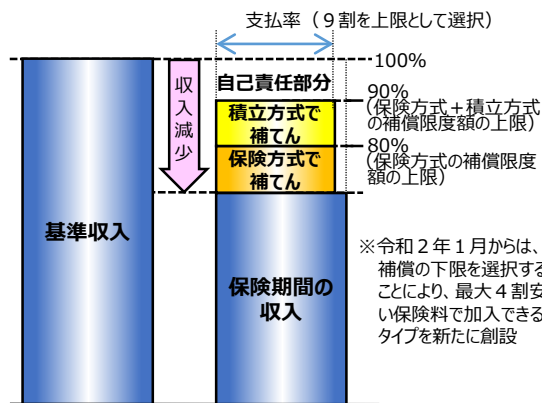 支払率（９割を上限として選択）
100%
自己責任部分
90%
（保険方式＋積立方式
の補償限度額の上限）
収入減少
積立方式で
補てん
80%
（保険方式の補償限度
額の上限）
保険方式で
補てん
基準収入
保険期間の
収入
※令和２年１月からは、
補償の下限を選択する
ことにより、最大４割安
い保険料で加入できる
タイプを新たに創設